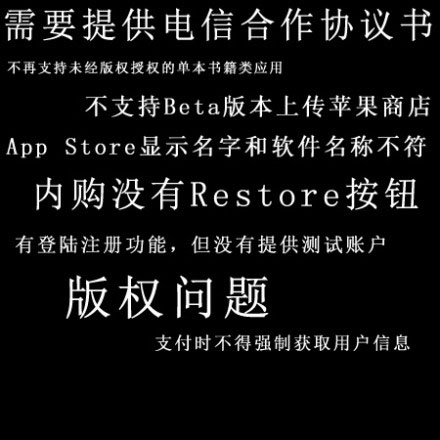 需要提供电信合作协议书
不再支持未经版权授权的单本书籍类应用
不支持Beta版本上传苹果商店
App Store显示名字和软件名称不符
内购没有Restore按钮
有登陆注册功能，但没有提供测试账户
版权问题
支付时不得强制获取用户信息